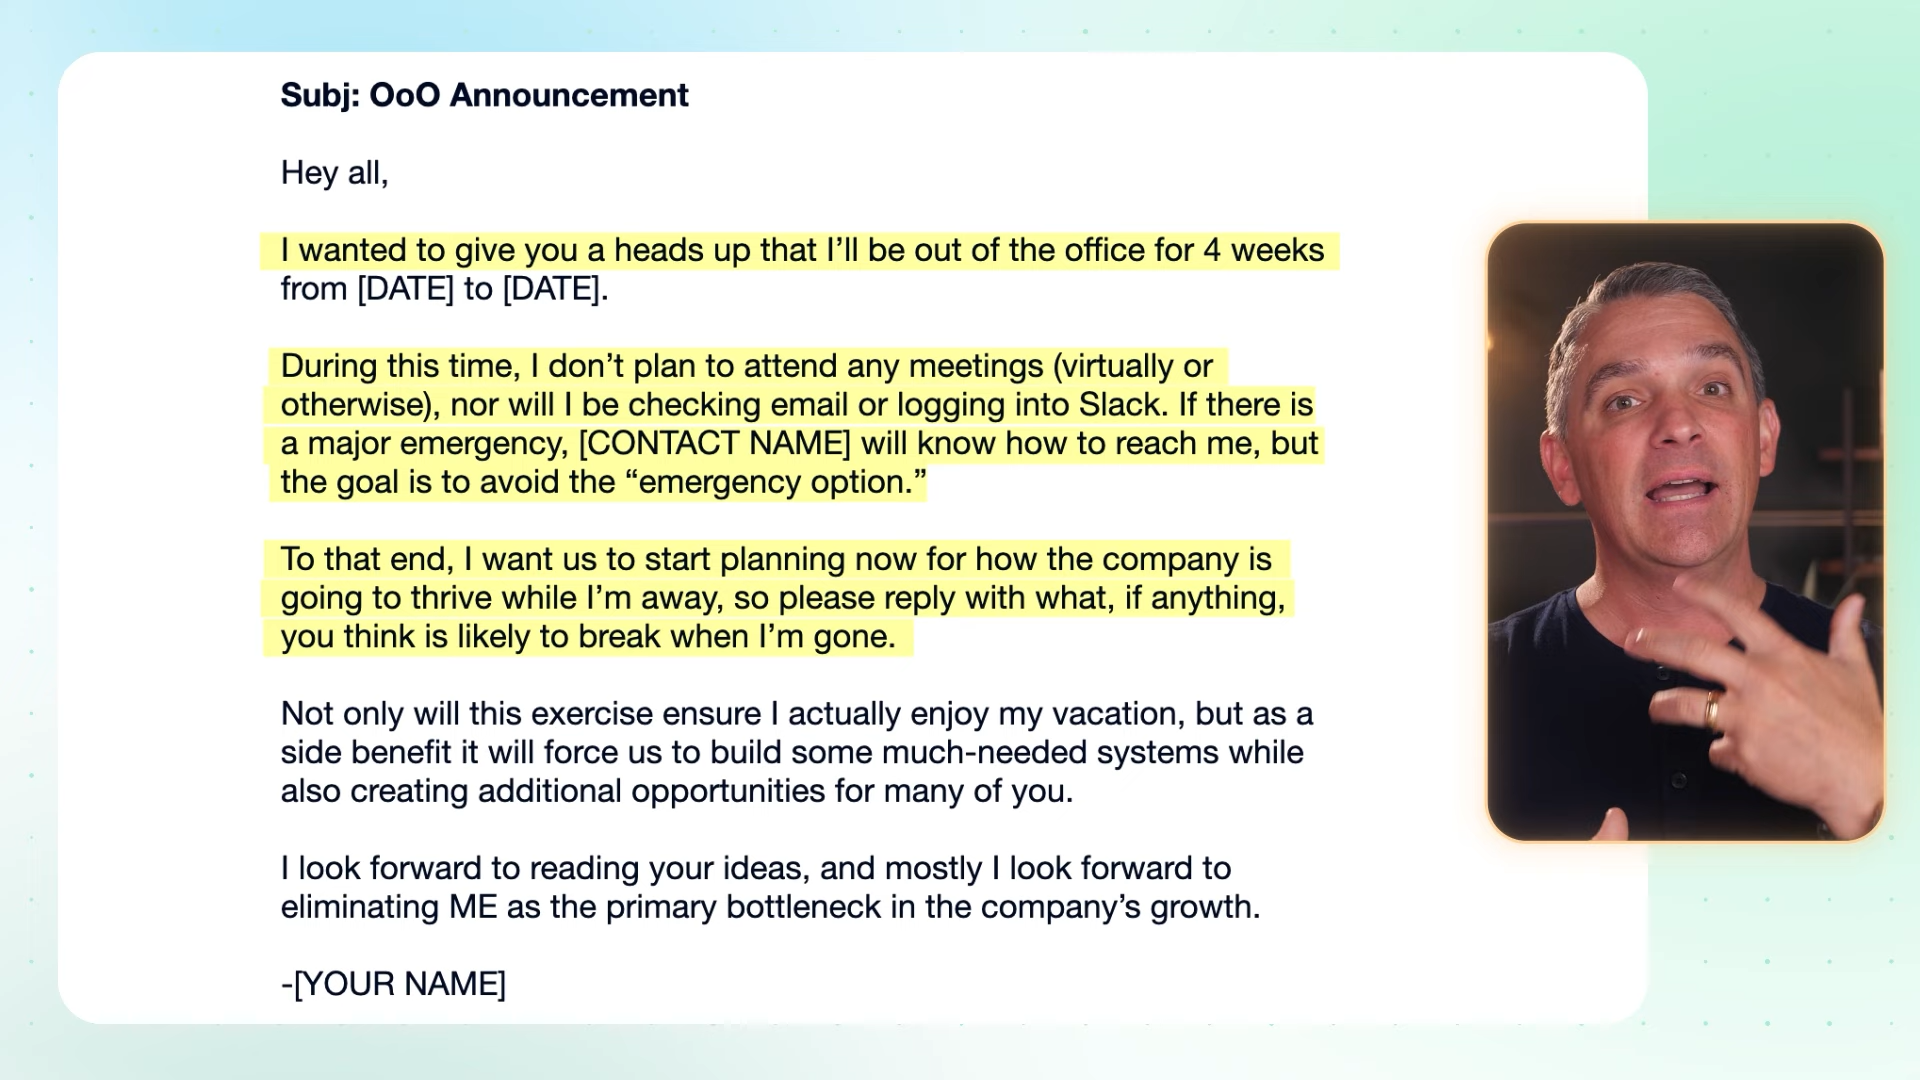 Subj: OoO Announcement
Hey all,
I wanted to give you a heads up that I’ll be out of the office for 4 weeks
from [DATE] to [DATE].
During this time, I don’t plan to attend any meetings (virtually or
otherwise), nor will I be checking email or logging into Slack. If there is
a major emergency, [CONTACT NAME] will know how to reach me, but
the goal is to avoid the “emergency option.”
To that end, I want us to start planning now for how the company is
going to thrive while I’m away, so please reply with what, if anything,
you think is likely to break when I’m gone.
Not only will this exercise ensure I actually enjoy my vacation, but as a
side benefit it will force us to build some much-needed systems while
also creating additional opportunities for many of you.
I look forward to reading your ideas, and mostly I look forward to
eliminating ME as the primary bottleneck in the company’s growth.
-[YOUR NAME]